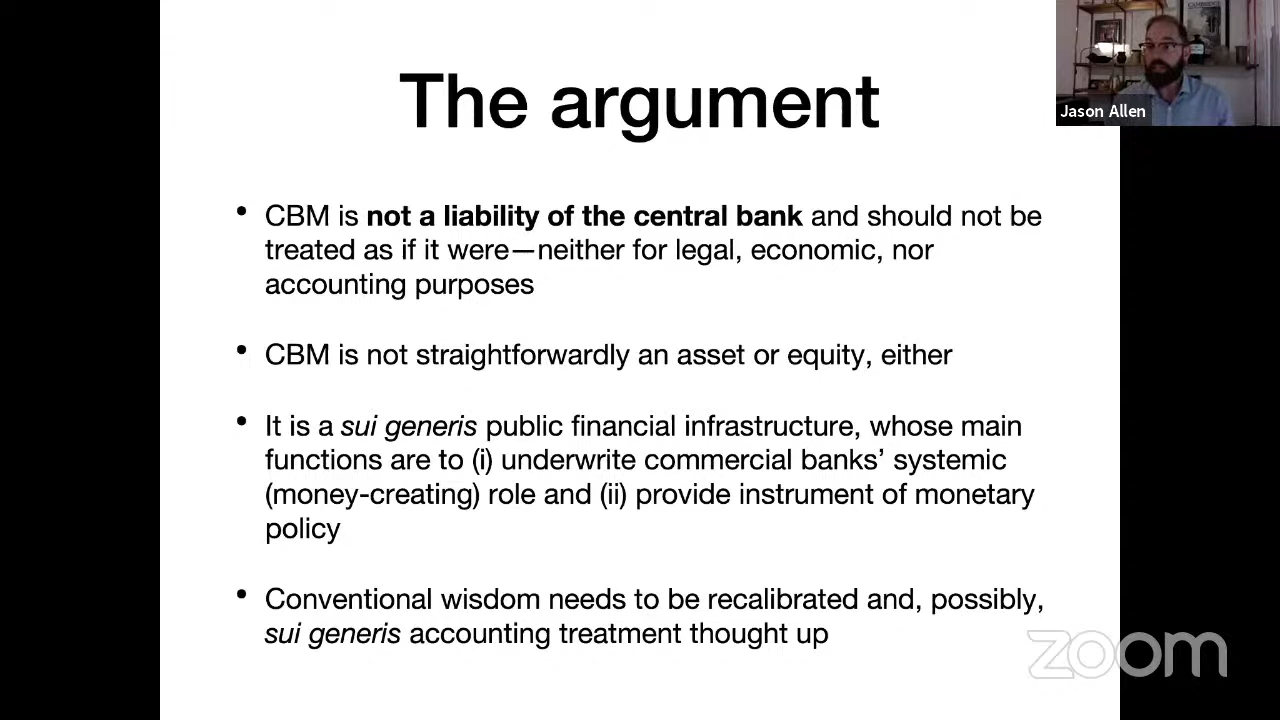 The argument
Jason Allen
• CBM is not a liability of the central bank and should not be
treated as if it were—neither for legal, economic, nor
accounting purposes
• CBM is not straightforwardly an asset or equity, either
• It is a sui generis public financial infrastructure, whose main
functions are to (i) underwrite commercial banks’ systemic
(money-creating) role and (ii) provide instrument of monetary
policy
• Conventional wisdom needs to be recalibrated and, possibly,
sui generis accounting treatment thought up
zoom